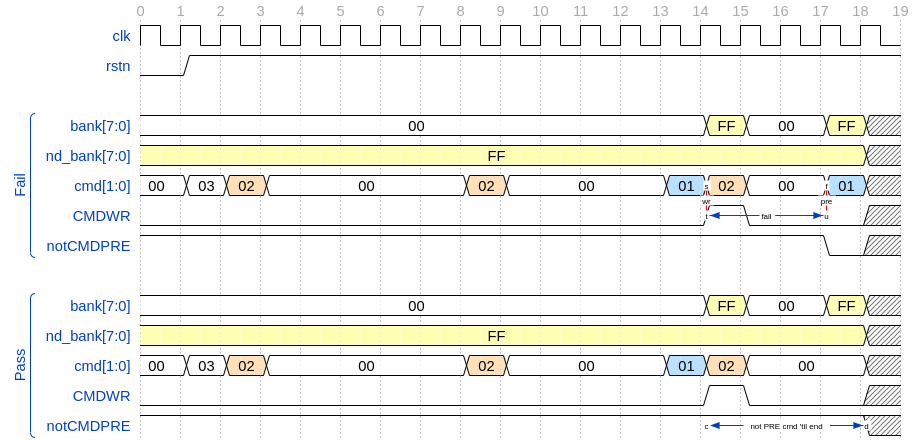 0 1 2 3 4 5 6 7 8 9 10 11 12 13 14 15 16 17 18 19
clk
rstn
Fail
bank[7:0] 00 FF 00 FF
nd_bank[7:0] FF
cmd[1:0] 00 03 02 00 02 00 01 s 02 00 r 01
wr pre
CMDWR t fail u
notCMDPRE
Pass
bank[7:0] 00 FF 00 FF
nd_bank[7:0] FF
cmd[1:0] 00 03 02 00 02 00 01 02 00
CMDWR
notCMDPRE c not PRE cmd 'til end d